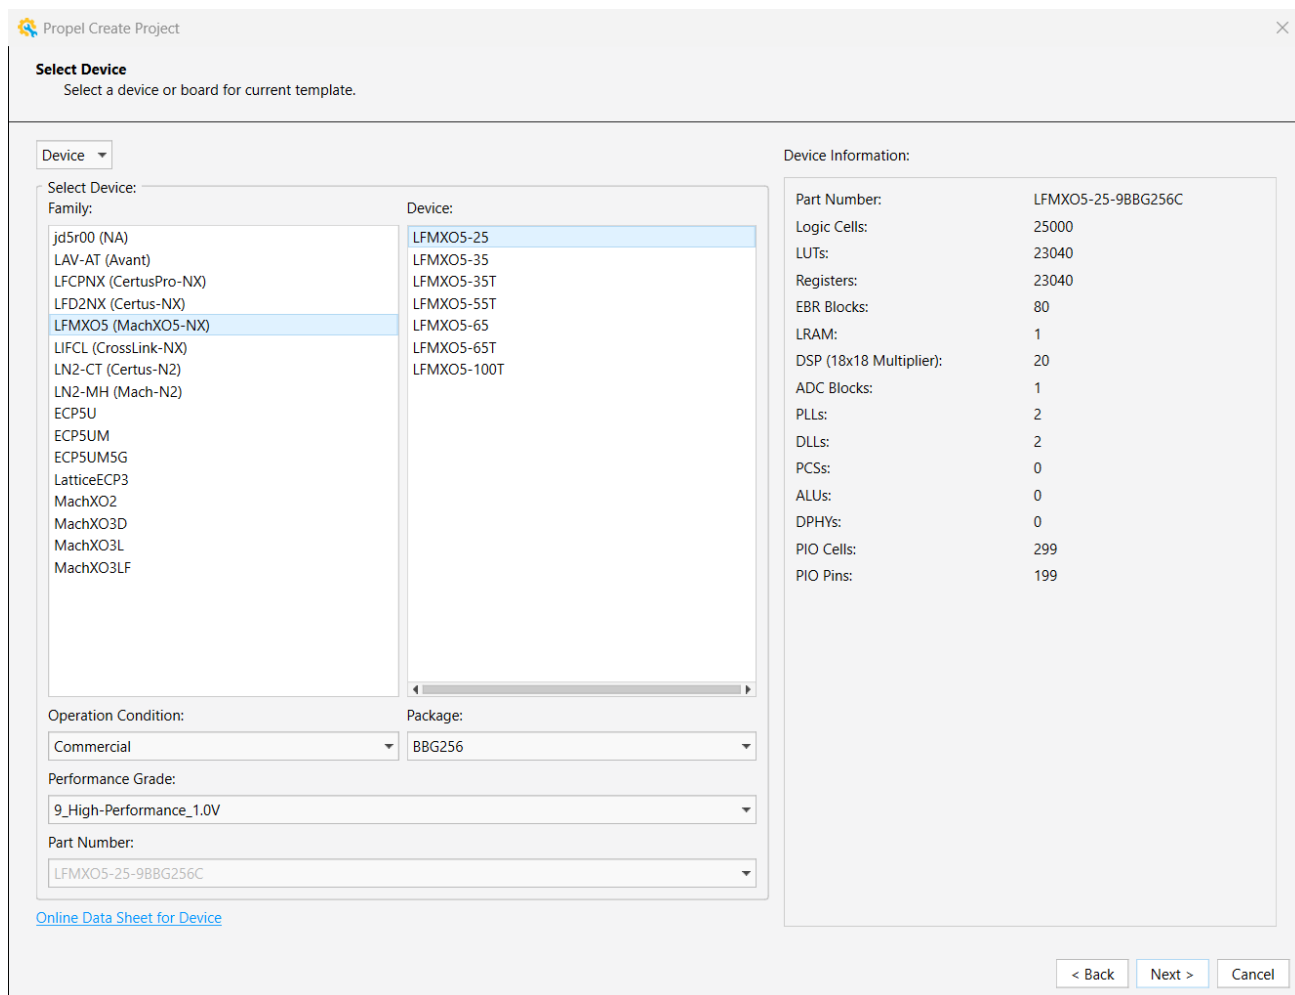 Propel Create Project
Select Device
Select a device or board for current template.
Device
Select Device:
Family:
jd5r00 (NA)
LAV-AT (Avant)
LFCPNX (CertusPro-NX)
LFD2NX (Certus-NX)
LFMXO5 (MachXO5-NX)
LIFCL (CrossLink-NX)
LN2-CT (Certus-N2)
LN2-MH (Mach-N2)
ECP5U
ECP5UM
ECP5UM5G
LatticeECP3
MachXO2
MachXO3D
MachXO3L
MachXO3LF
Device:
LFMXO5-25
LFMXO5-35
LFMXO5-35T
LFMXO5-55T
LFMXO5-65
LFMXO5-65T
LFMXO5-100T
Operation Condition:
Commercial
Package:
BBG256
Performance Grade:
9_High-Performance_1.0V
Part Number:
LFMXO5-25-9BBG256C
Online Data Sheet for Device
Device Information:
Part Number: LFMXO5-25-9BBG256C
Logic Cells: 25000
LUTs: 23040
Registers: 23040
EBR Blocks: 80
LRAM: 1
DSP (18x18 Multiplier): 20
ADC Blocks: 1
PLLs: 2
DLLs: 2
PCSs: 0
ALUs: 0
DPHYs: 0
PIO Cells: 299
PIO Pins: 199
< Back
Next >
Cancel